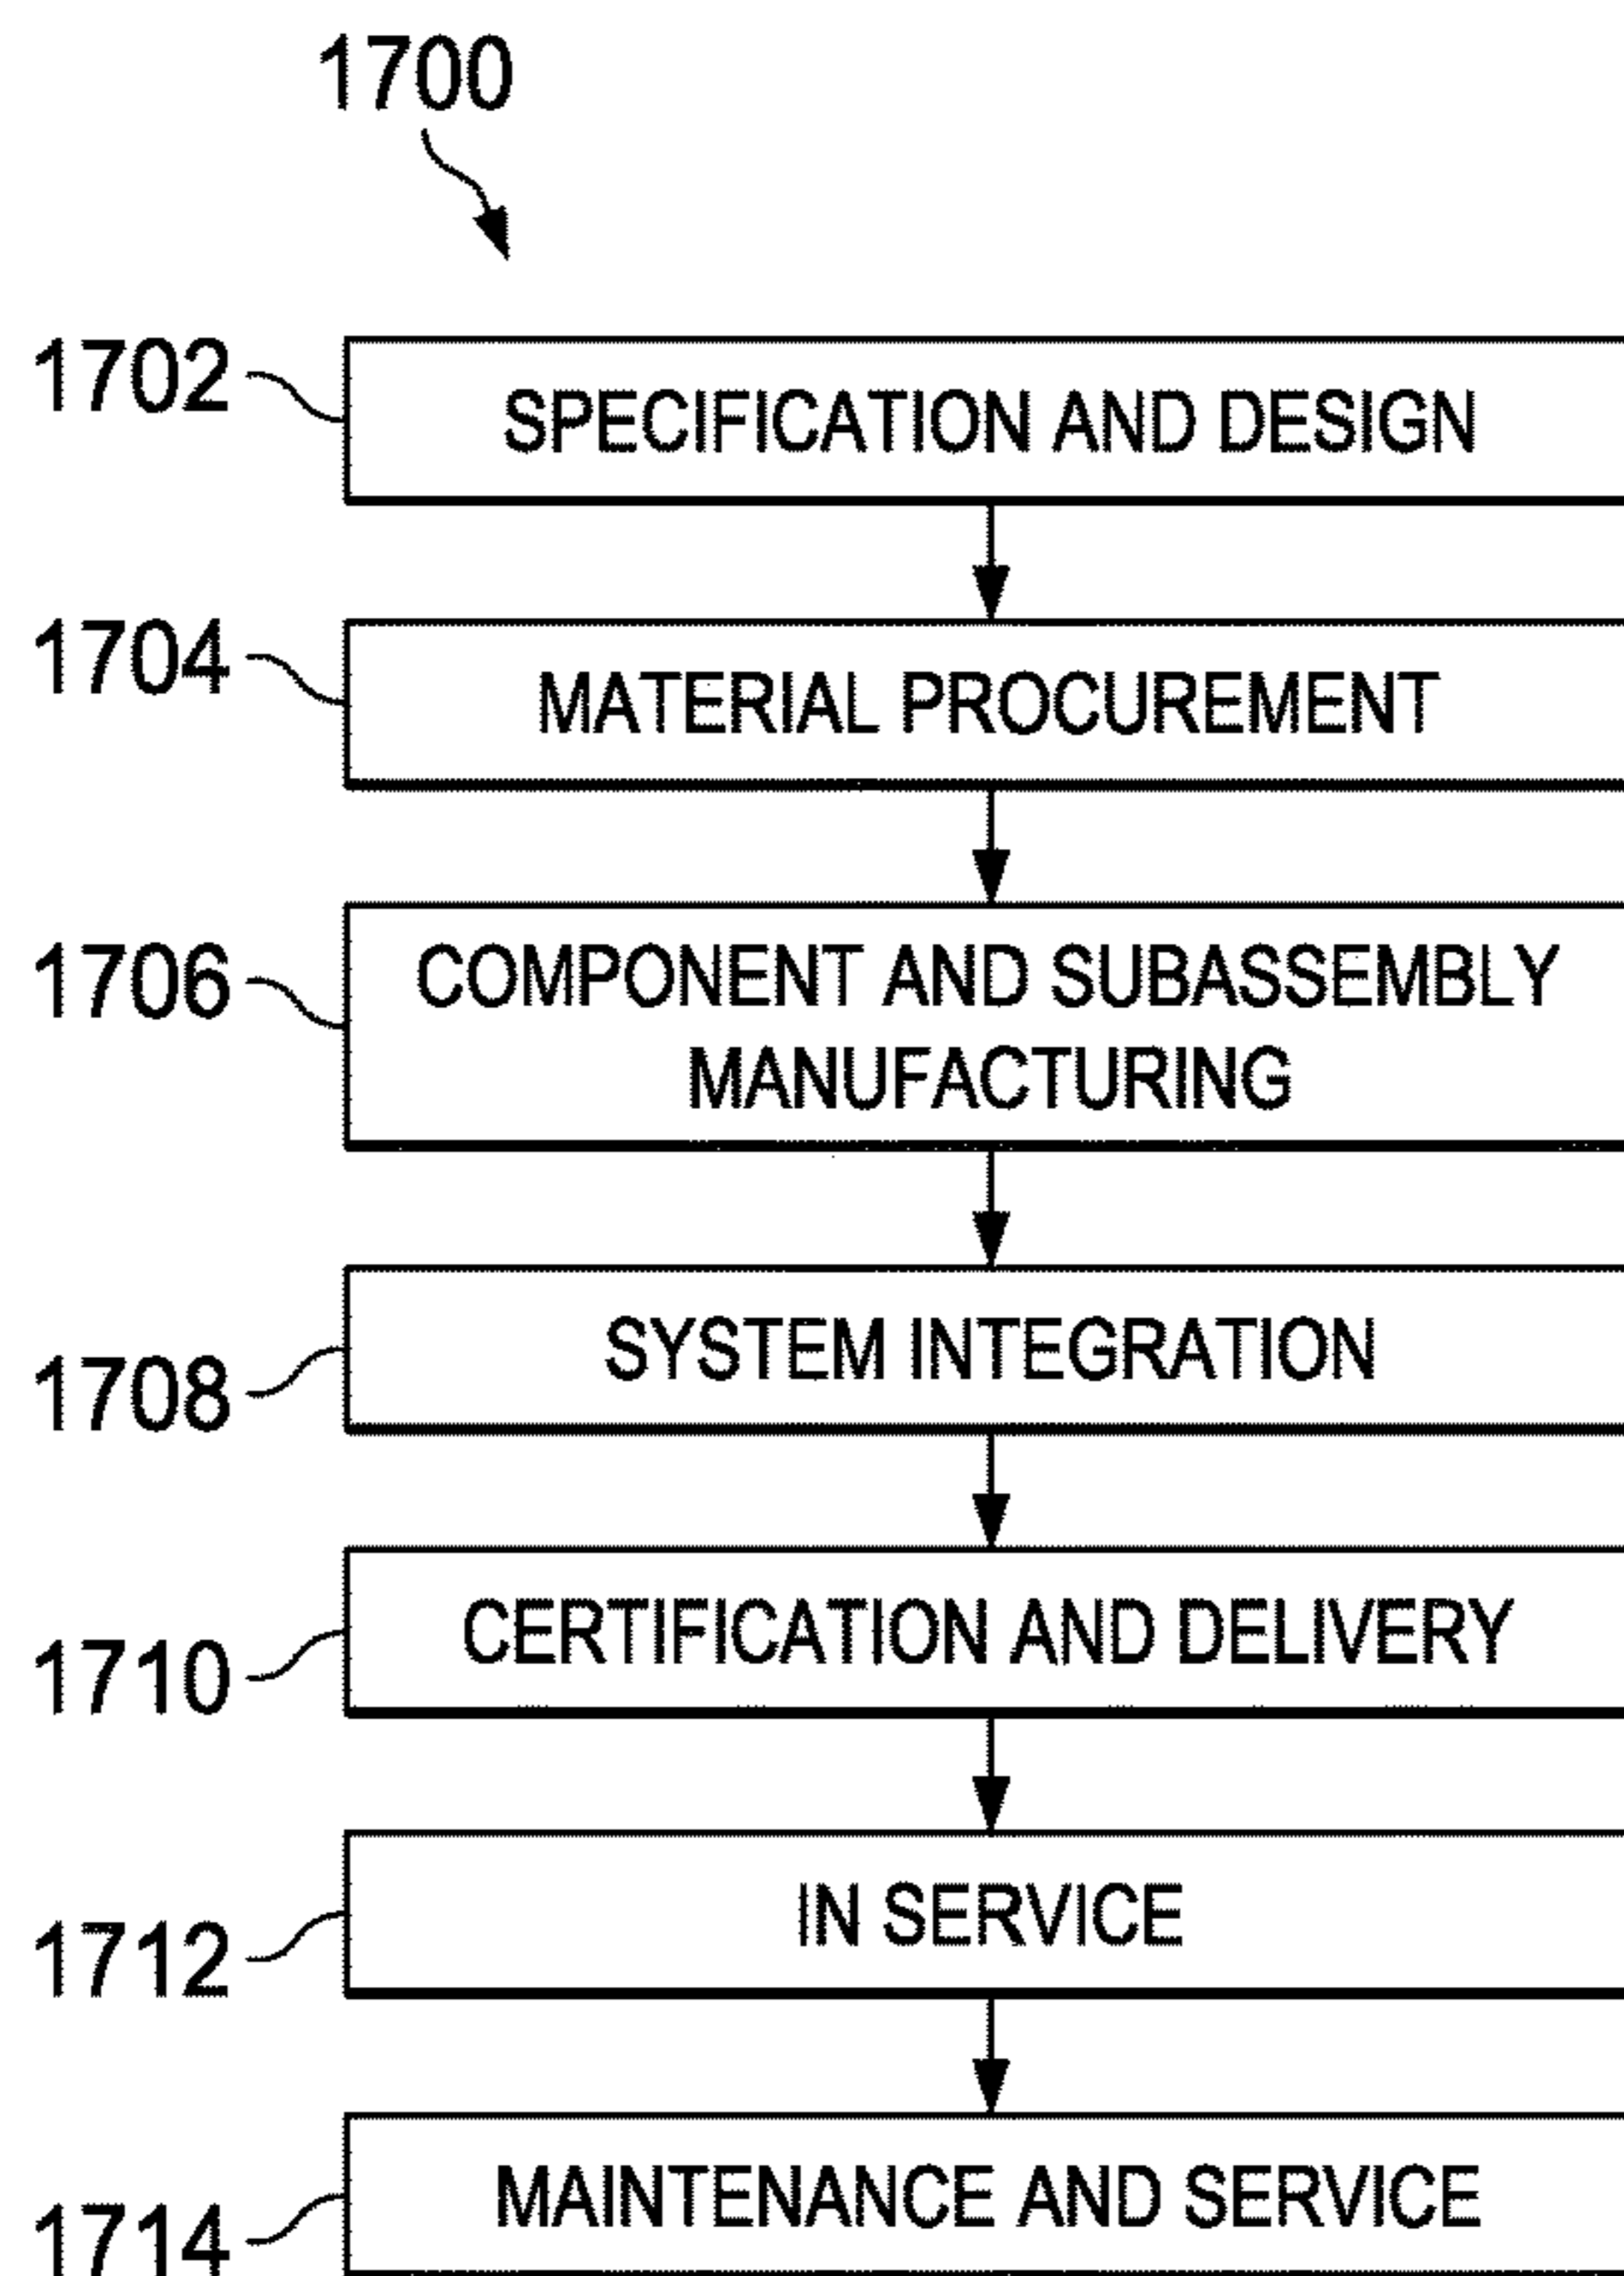 1700
1702 SPECIFICATION AND DESIGN
1704 MATERIAL PROCUREMENT
1706 COMPONENT AND SUBASSEMBLY
MANUFACTURING
1708 SYSTEM INTEGRATION
1710 CERTIFICATION AND DELIVERY
1712 IN SERVICE
1714 MAINTENANCE AND SERVICE